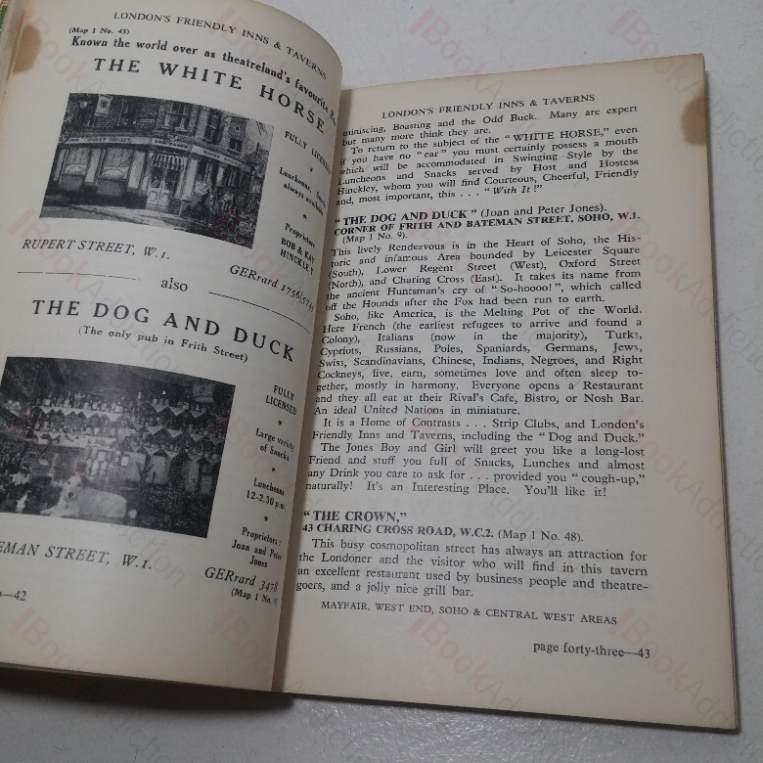 LONDON'S FRIENDLY INNS & TAVERNS
(Map 1 No. 43)
Known the world over as theatreland's favourite
THE WHITE HORSE
FULLY LICENSED
*
Luncheons,
always available
*
Proprietors
BOB & KAY
HINCKLEY
RUPERT STREET, W.1.
GERrard 1756/5745
also
THE DOG AND DUCK
(The only pub in Frith Street)
FULLY
LICENSED
*
Large variety
of Snacks
*
Luncheons
12-2.30 p.m.
*
Proprietors:
Joan and Peter
Jones
EMAN STREET, W.1.
GERrard 3478
(Map 1 No.
—42
LONDON'S FRIENDLY INNS & TAVERNS
miniscing, Boasting and the Odd Buck. Many are expert
but many more think they are.
To return to the subject of the "WHITE HORSE," even
if you have no "ear" you must certainly possess a mouth
which will be accommodated in Swinging Style by the
Luncheons and Snacks served by Host and Hostess
Hinckley, whom you will find Courteous, Cheerful, Friendly
and, most important, this . . . "With It!"
"THE DOG AND DUCK" (Joan and Peter Jones).
CORNER OF FRITH AND BATEMAN STREET, SOHO, W.1.
(Map 1 No. 9).
This lively Rendezvous is in the Heart of Soho, the His-
toric and infamous Area bounded by Leicester Square
(South), Lower Regent Street (West), Oxford Street
(North), and Charing Cross (East). It takes its name from
the ancient Huntsman's cry of "So-hoooo!", which called
off the Hounds after the Fox had been run to earth.
Soho, like America, is the Melting Pot of the World.
Here French (the earliest refugees to arrive and found a
Colony), Italians (now in the majority), Turks,
Cypriots, Russians, Poles, Spaniards, Germans, Jews,
Swiss, Scandinavians, Chinese, Indians, Negroes, and Right
Cockneys, live, earn, sometimes love and often sleep to-
gether, mostly in harmony. Everyone opens a Restaurant
and they all eat at their Rival's Cafe, Bistro, or Nosh Bar.
An ideal United Nations in miniature.
It is a Home of Contrasts . . . Strip Clubs, and London's
Friendly, Inns and Taverns, including the "Dog and Duck."
The Jones Boy and Girl will greet you like a long-lost
Friend and stuff you full of Snacks, Lunches and almost
any Drink you care to ask for . . . provided you "cough-up,"
naturally! It's an Interesting Place. You'll like it!
"THE CROWN,"
43 CHARING CROSS ROAD, W.C.2. (Map 1 No. 48).
This busy cosmopolitan street has always an attraction for
the Londoner and the visitor who will find in this tavern
an excellent restaurant used by business people and theatre-
goers, and a jolly nice grill bar.
MAYFAIR, WEST END, SOHO & CENTRAL WEST AREAS
page forty-three—43